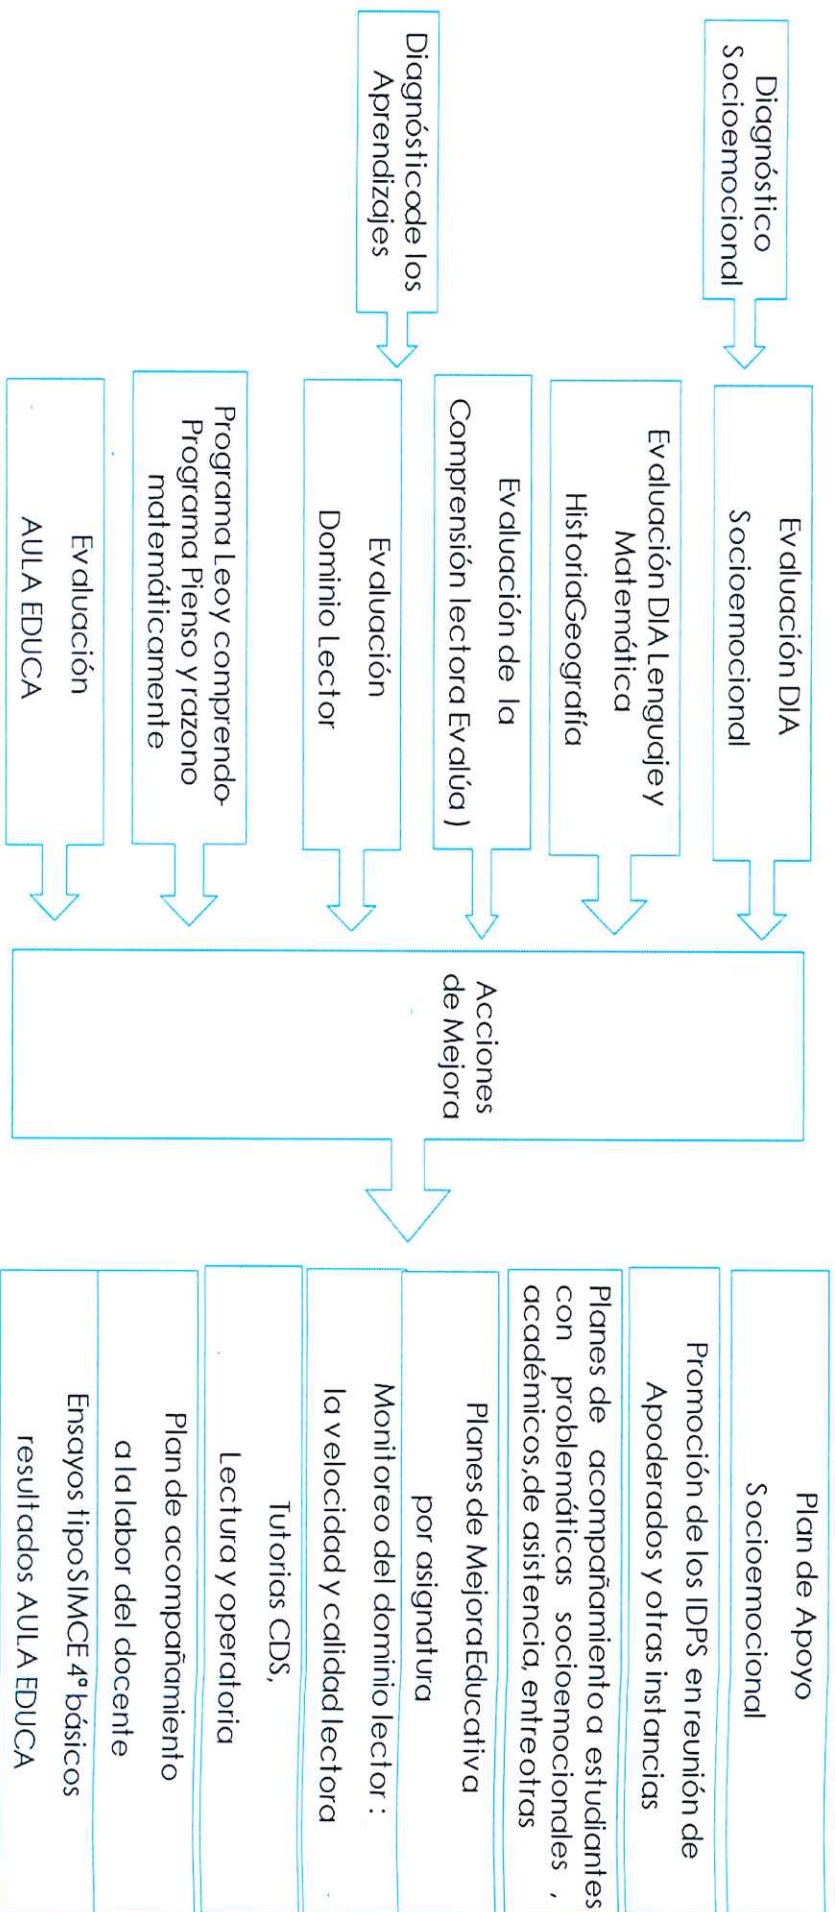 Diagnóstico
Socioemocional
Diagnósticode los
Aprendizajes
Evaluación DIA
Socioemocional
Evaluación DIA Lenguajey
Matemática
HistoriaGeografía
Evaluación de la
Comprensión lectora Evalúa )
Evaluación
Dominio Lector
Programa Leoy comprendo-
Programa Pienso y razono
matemáticamente
Evaluación
AULA EDUCA
Acciones
de Mejora
Plan de Apoyo
Socioemocional
Promoción de los IDPS en reunión de
Apoderados y otras instancias
Planes de acompañamiento a estudiantes
con problemáticas socioemocionales ,
académicos,de asistencia, entreotras
Planes de MejoraEducativa
por asignatura
Monitoreo del dominio lector :
la velocidad y calidad lectora
Tutorias CDS,
Lectura y operatoria
Plan de acompañamiento
a la labor del docente
Ensayos tipoSIMCE 4° básicos
resultados AULA EDUCA